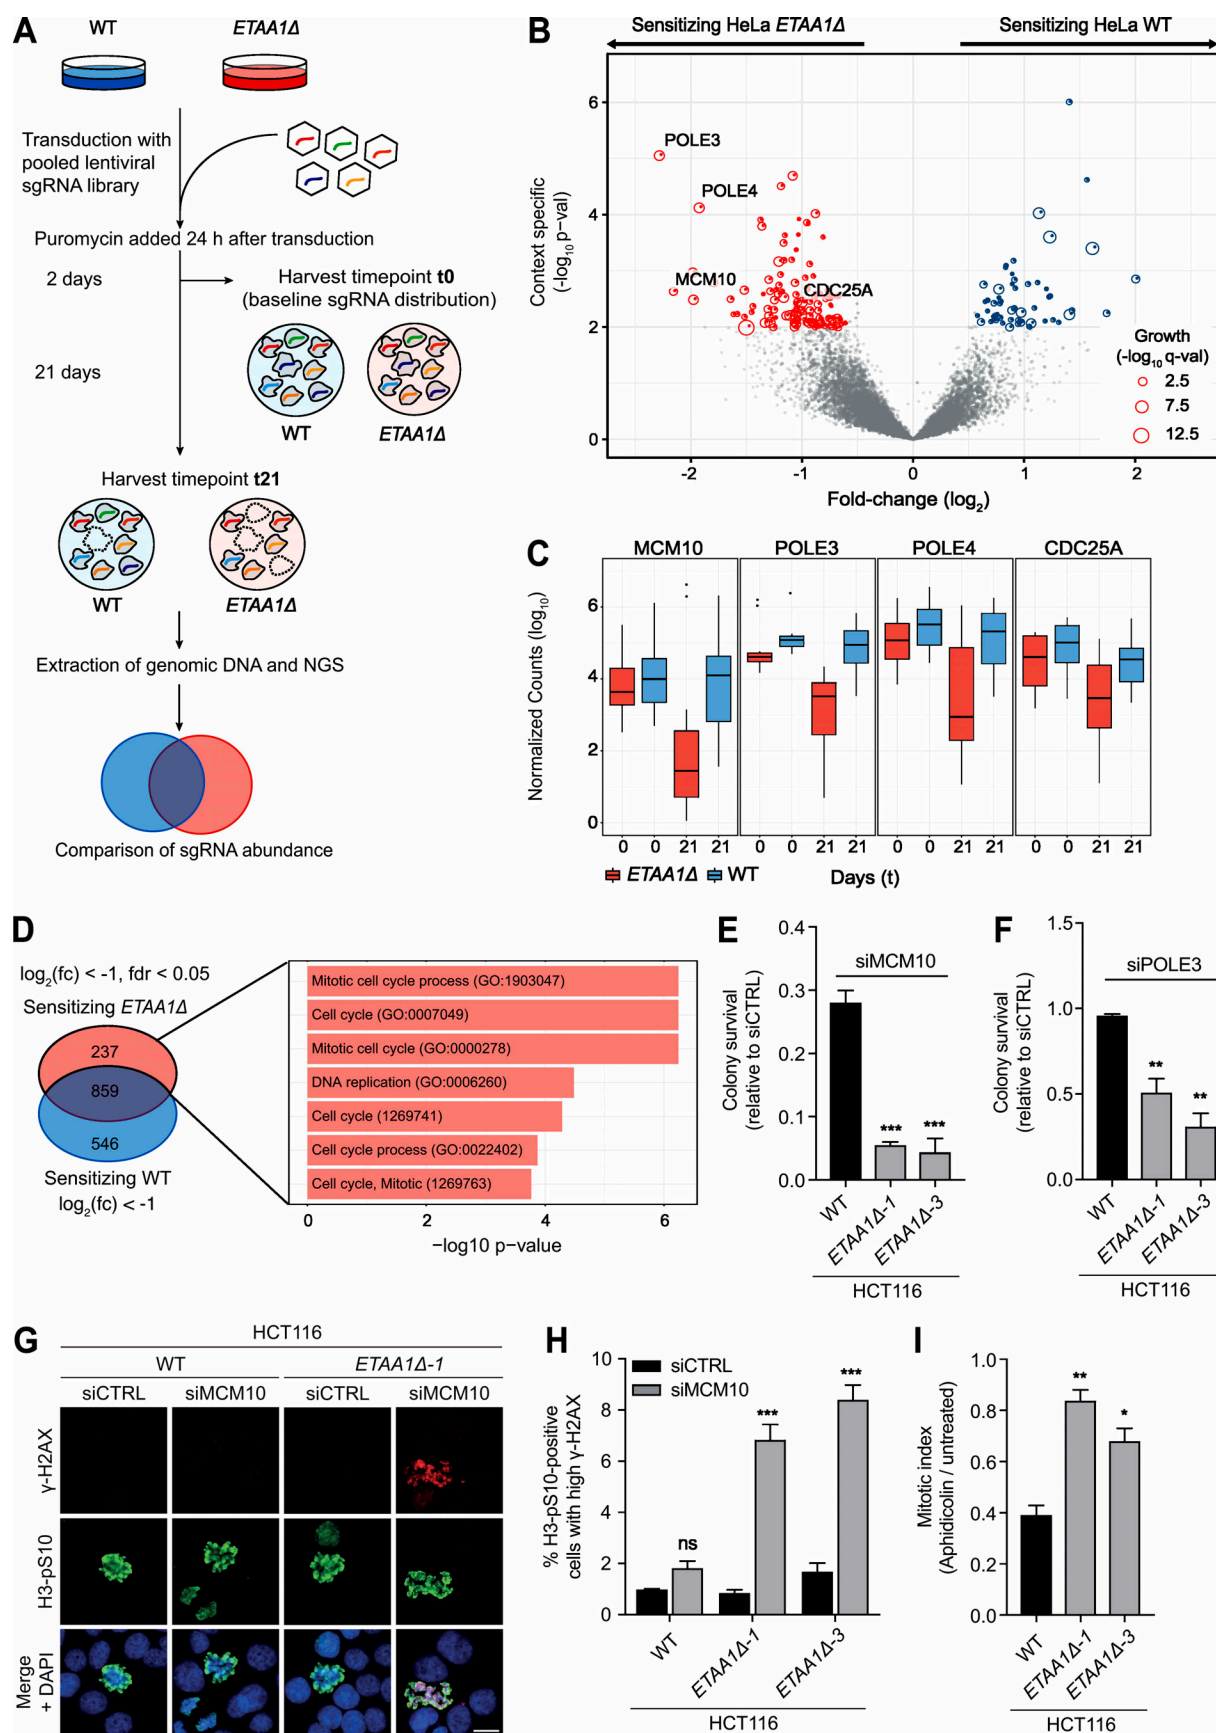 A
WT
ETAA1Δ
Transduction with
pooled lentiviral
sgRNA library
Puromycin added 24 h after transduction
2 days
Harvest timepoint t0
(baseline sgRNA distribution)
21 days
WT
ETAA1Δ
Harvest timepoint t21
WT
ETAA1Δ
Extraction of genomic DNA and NGS
Comparison of sgRNA abundance
B
Sensitizing HeLa ETAA1Δ
Sensitizing HeLa WT
Context specific
(-log10 p-val)
6
4
2
0
POLE3
POLE4
MCM10
CDC25A
Growth
(-log10 q-val)
2.5
7.5
12.5
-2
-1
0
1
2
Fold-change (log2)
C
MCM10
POLE3
POLE4
CDC25A
Normalized Counts (log10)
6
4
2
0
0 0 21 21
0 0 21 21
0 0 21 21
0 0 21 21
ETAA1Δ
WT
Days (t)
D
log2(fc) < -1, fdr < 0.05
Sensitizing ETAA1Δ
237
859
546
Sensitizing WT
log2(fc) < -1
Mitotic cell cycle process (GO:1903047)
Cell cycle (GO:0007049)
Mitotic cell cycle (GO:0000278)
DNA replication (GO:0006260)
Cell cycle (1269741)
Cell cycle process (GO:0022402)
Cell cycle, Mitotic (1269763)
0
2
4
6
−log10 p−value
E
Colony survival
(relative to siCTRL)
0.4
0.3
0.2
0.1
0.0
siMCM10
***
***
WT
ETAA1Δ-1
ETAA1Δ-3
HCT116
F
Colony survival
(relative to siCTRL)
1.5
1.0
0.5
0.0
siPOLE3
**
**
WT
ETAA1Δ-1
ETAA1Δ-3
HCT116
G
HCT116
WT
ETAA1Δ-1
siCTRL
siMCM10
siCTRL
siMCM10
γ-H2AX
H3-pS10
Merge
+ DAPI
H
% H3-pS10-positive
cells with high γ-H2AX
10
8
6
4
2
0
siCTRL
siMCM10
ns
***
***
WT
ETAA1Δ-1
ETAA1Δ-3
HCT116
I
Mitotic index
(Aphidicolin / untreated)
1.0
0.8
0.6
0.4
0.2
0.0
**
*
WT
ETAA1Δ-1
ETAA1Δ-3
HCT116